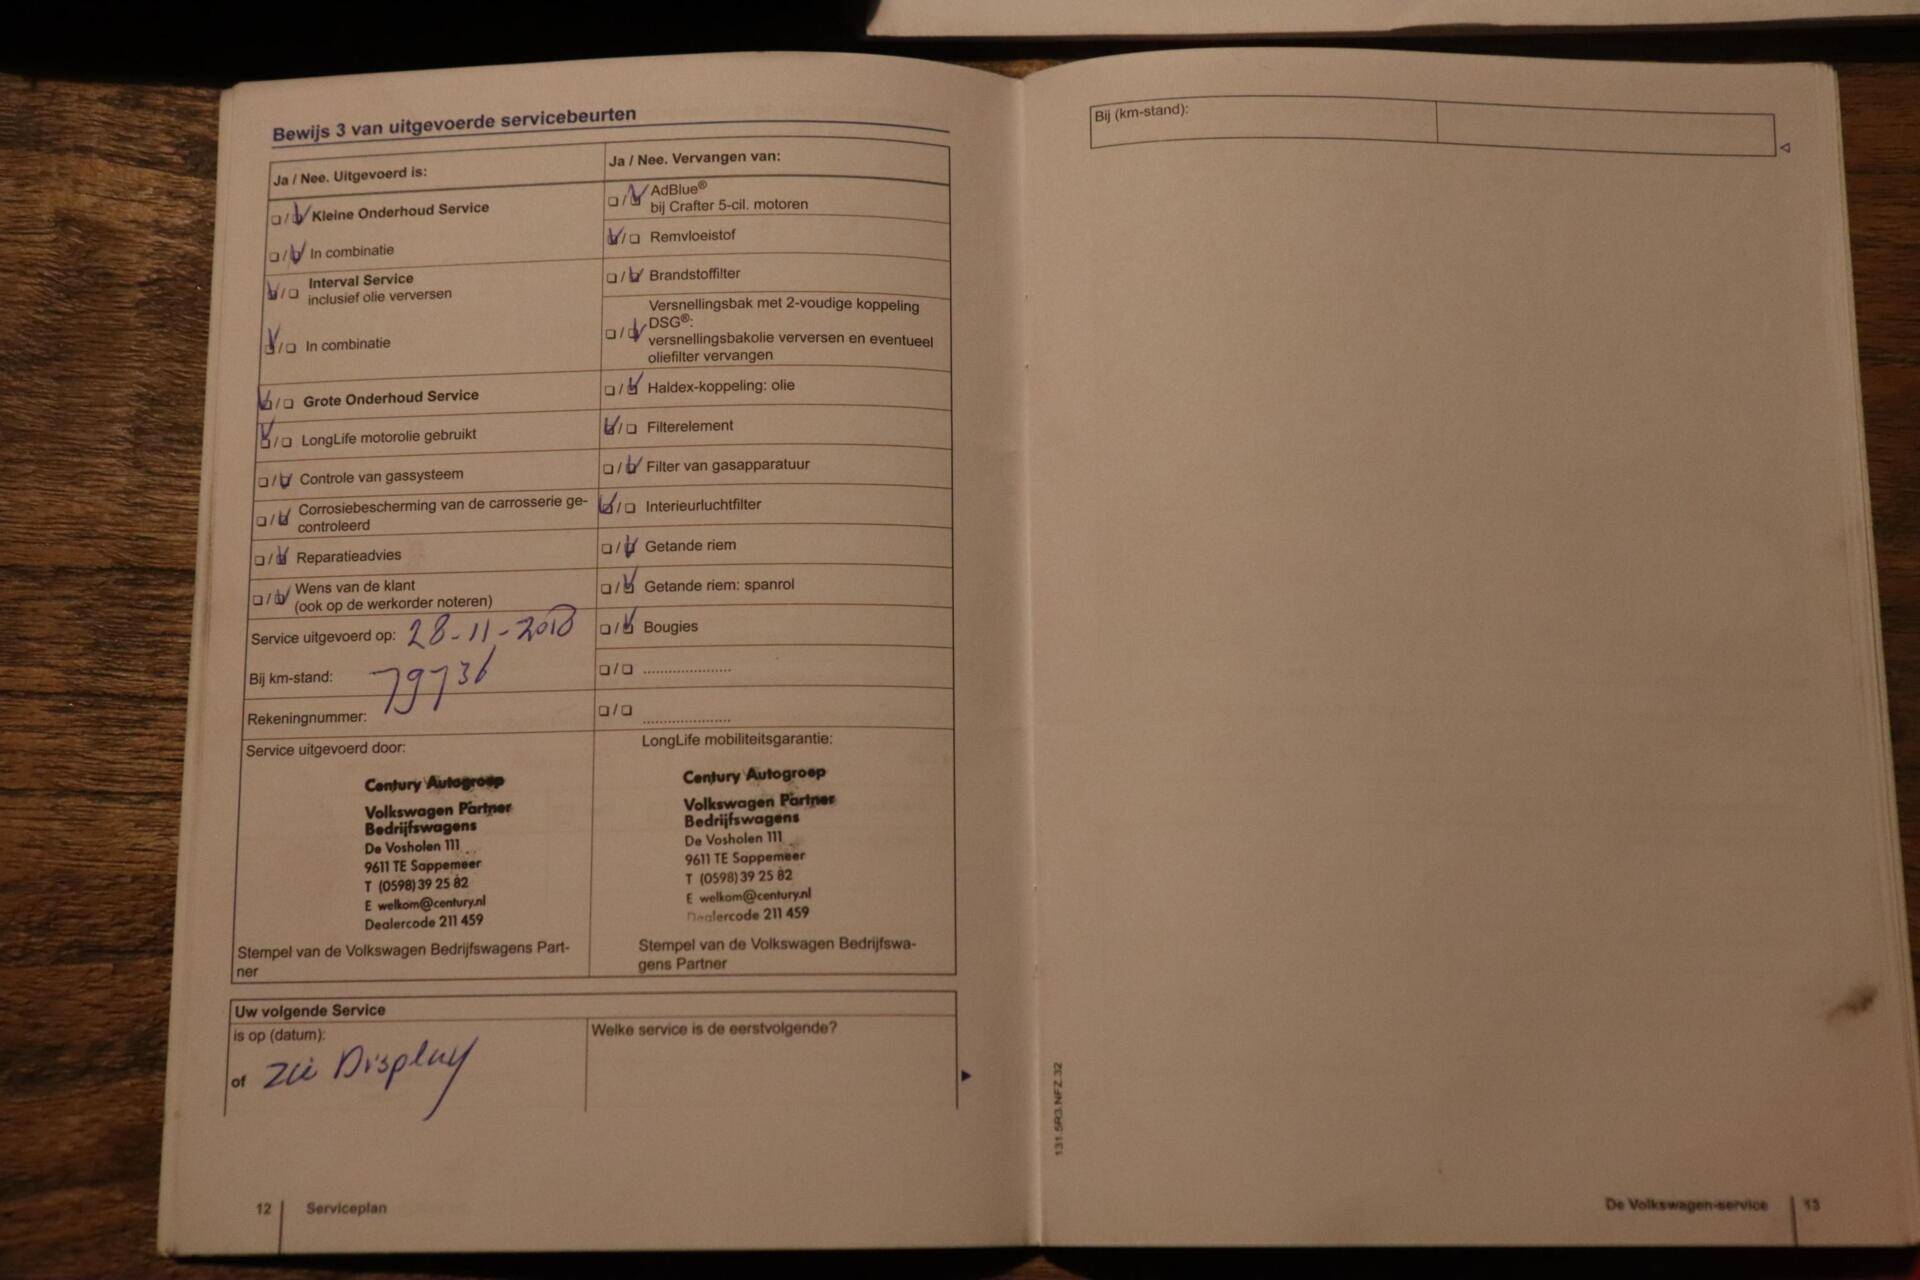 Bewijs 3 van uitgevoerde servicebeurten
Ja / Nee. Uitgevoerd is:
Kleine Onderhoud Service
In combinatie
Interval Service
inclusief olie verversen
In combinatie
Grote Onderhoud Service
LongLife motorolie gebruikt
Controle van gassysteem
Corrosiebescherming van de carrosserie ge-
controleerd
Reparatieadvies
Wens van de klant
(ook op de werkorder noteren)
Service uitgevoerd op: 28-11-2018
Bij km-stand: 79736
Rekeningnummer:
Ja / Nee. Vervangen van:
AdBlue®
bij Crafter 5-cil. motoren
Remvloeistof
Brandstoffilter
Versnellingsbak met 2-voudige koppeling
DSG®:
versnellingsbakolie verversen en eventueel
oliefilter vervangen
Haldex-koppeling: olie
Filterelement
Filter van gasapparatuur
Interieurluchtfilter
Getande riem
Getande riem: spanrol
Bougies
Service uitgevoerd door:
Century Autogroep
Volkswagen Partner
Bedrijfswagens
De Vosholen 111
9611 TE Sappemeer
T (0598) 39 25 82
E welkom@century.nl
Dealercode 211 459
Stempel van de Volkswagen Bedrijfswagens Part-
ner
LongLife mobiliteitsgarantie:
Century Autogroep
Volkswagen Partner
Bedrijfswagens
De Vosholen 111
9611 TE Sappemeer
T (0598) 39 25 82
E welkom@century.nl
Dealercode 211 459
Stempel van de Volkswagen Bedrijfswa-
gens Partner
Uw volgende Service
is op (datum):
of zie Display
Welke service is de eerstvolgende?
12 Serviceplan
Bij (km-stand):
131.5R3.NFZ.32
De Volkswagen-service 13